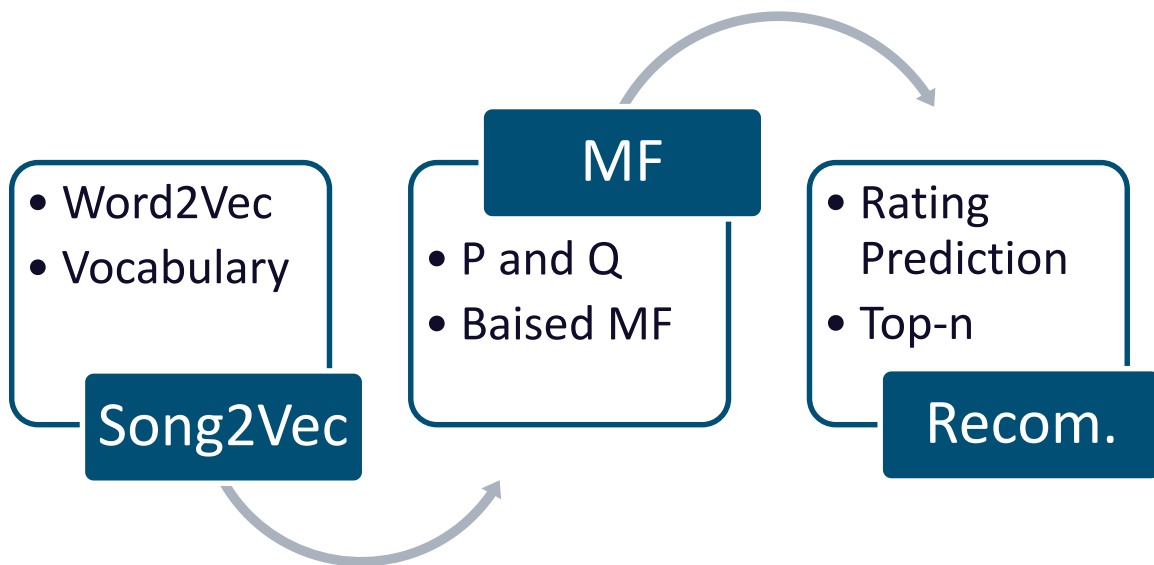 • Word2Vec
• Vocabulary
Song2Vec
MF
• P and Q
• Baised MF
• Rating
Prediction
• Top-n
Recom.